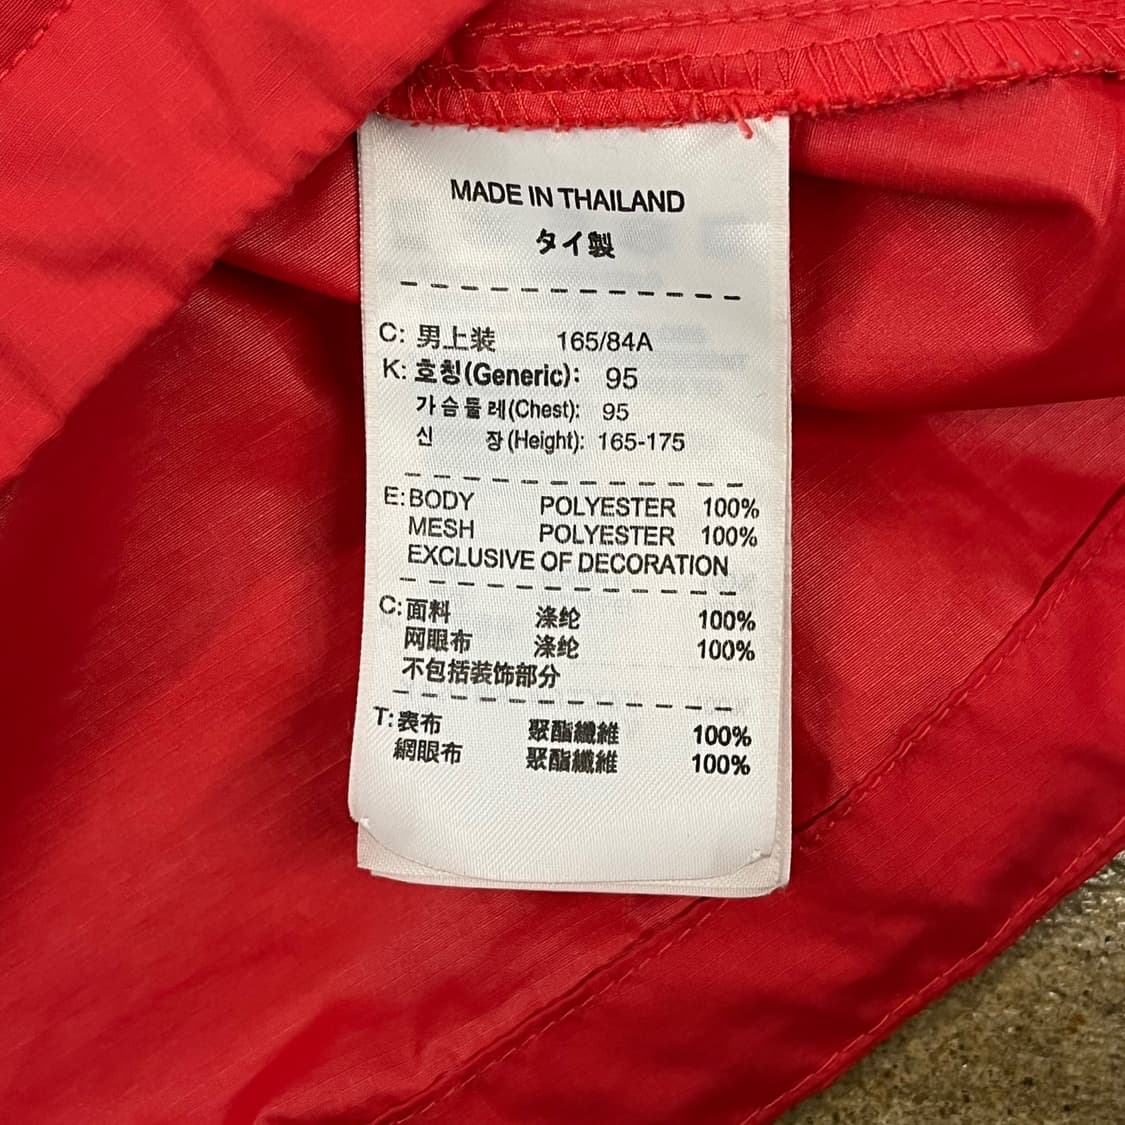 MADE IN THAILAND
タイ製
C: 男上装 165/84A
K: 호칭(Generic): 95
가슴둘레(Chest): 95
신 장(Height): 165-175
E: BODY POLYESTER 100%
MESH POLYESTER 100%
EXCLUSIVE OF DECORATION
C: 面料 涤纶 100%
网眼布 涤纶 100%
不包括装饰部分
T: 表布 聚酯纖維 100%
網眼布 聚酯纖維 100%